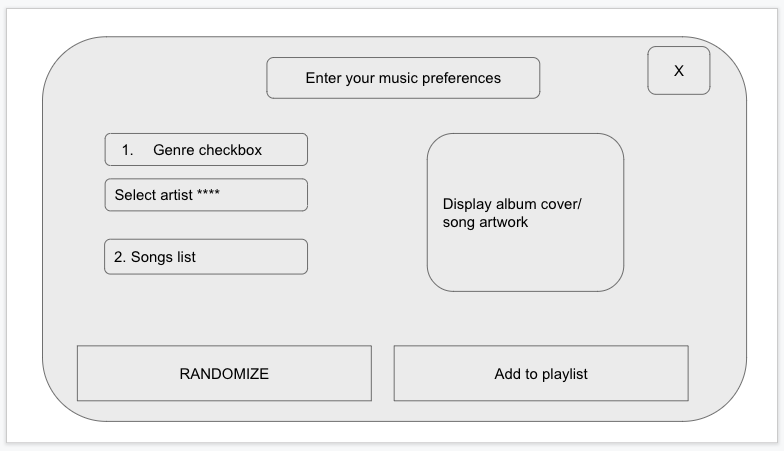 Enter your music preferences
X
1. Genre checkbox
Select artist ****
2. Songs list
Display album cover/
song artwork
RANDOMIZE
Add to playlist